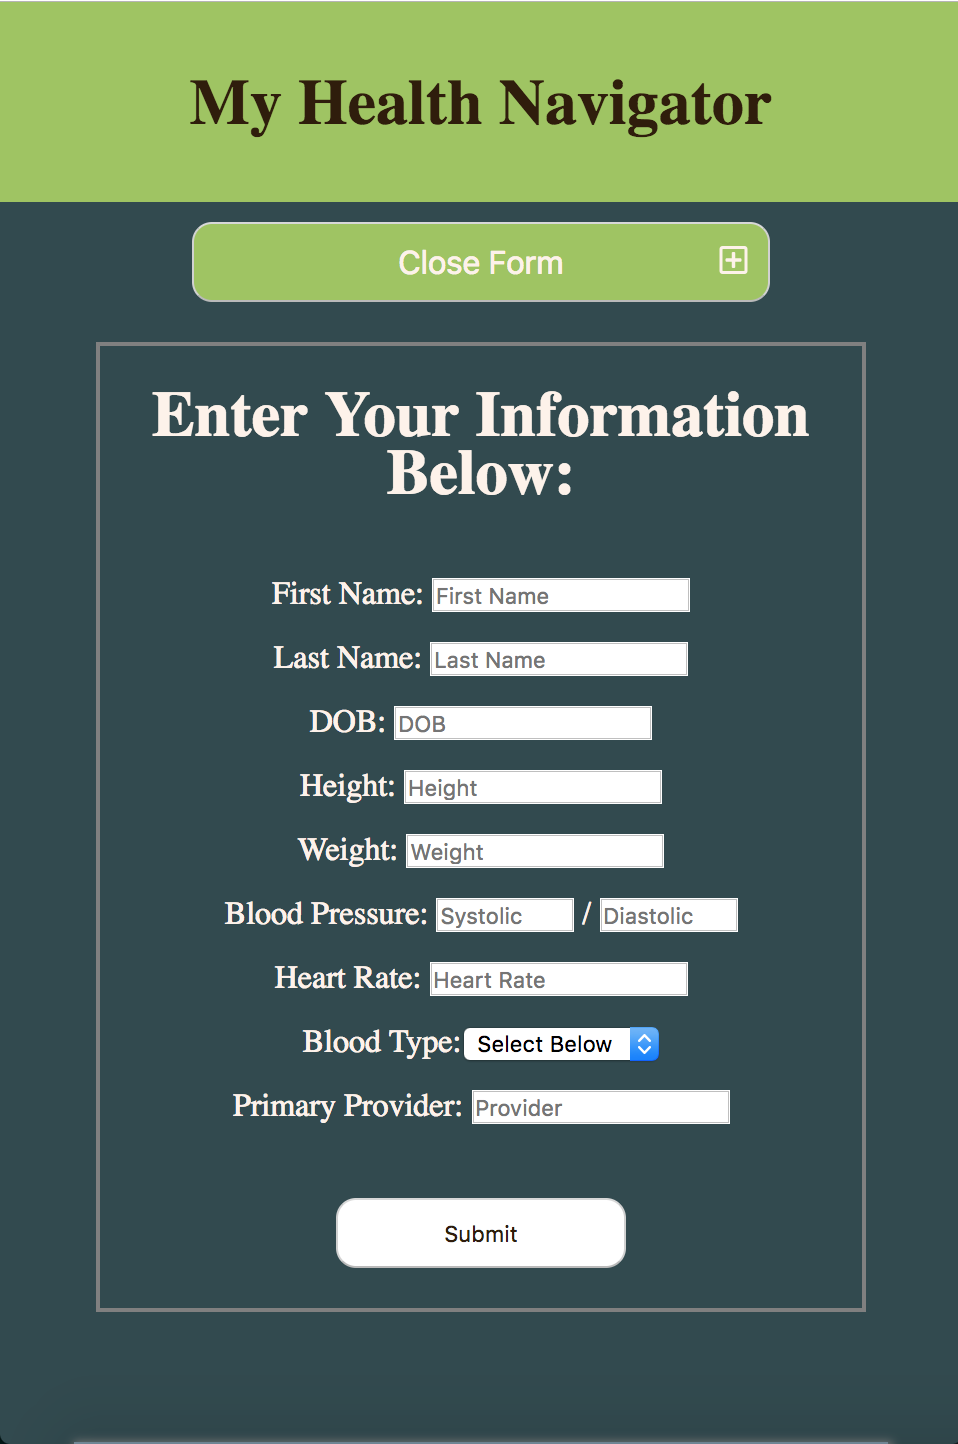 My Health Navigator
Close Form
Enter Your Information
Below:
First Name: First Name
Last Name: Last Name
DOB: DOB
Height: Height
Weight: Weight
Blood Pressure: Systolic / Diastolic
Heart Rate: Heart Rate
Blood Type: Select Below
Primary Provider: Provider
Submit